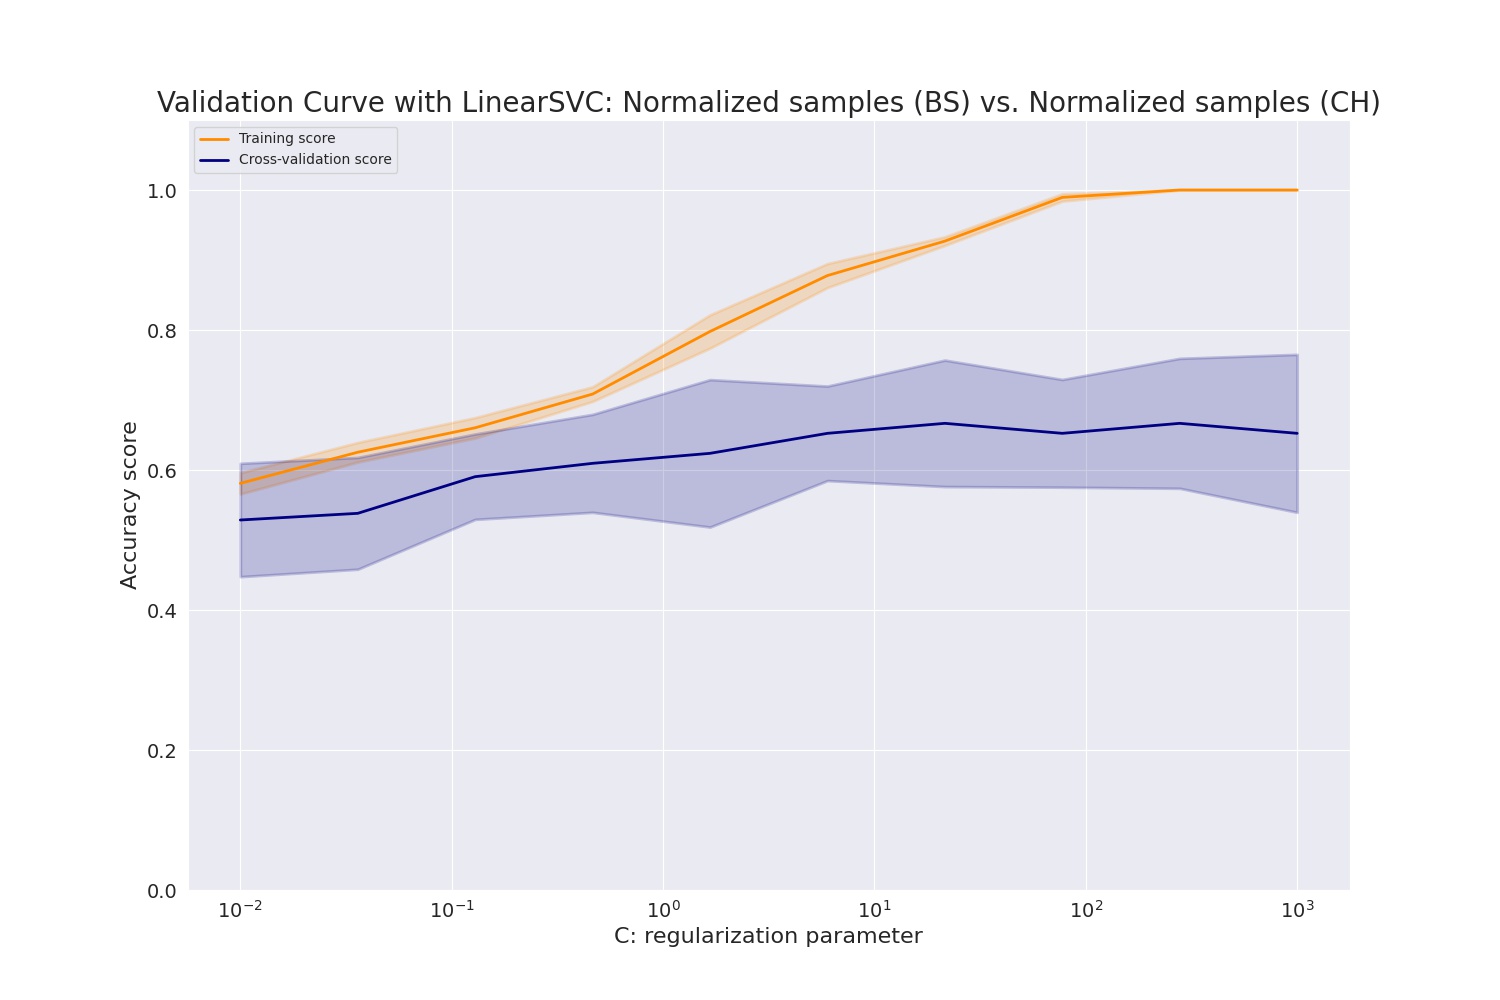 Validation Curve with LinearSVC: Normalized samples (BS) vs. Normalized samples (CH)
Training score
Cross-validation score
1.0
0.8
0.6
0.4
0.2
0.0
Accuracy score
10⁻² 10⁻¹ 10⁰ 10¹ 10² 10³
C: regularization parameter